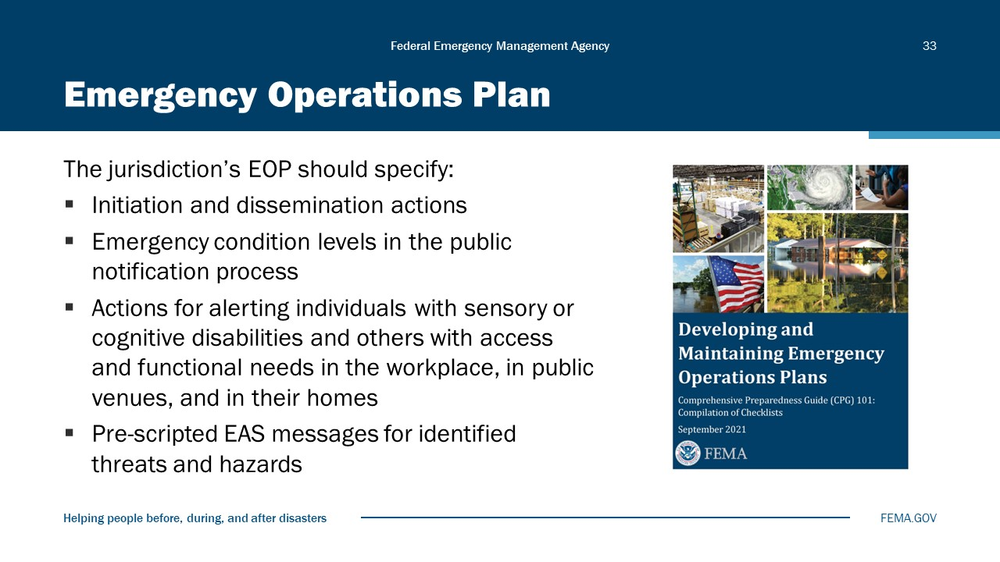 Federal Emergency Management Agency
33
Emergency Operations Plan
The jurisdiction’s EOP should specify:
▪ Initiation and dissemination actions
▪ Emergency condition levels in the public
notification process
▪ Actions for alerting individuals with sensory or
cognitive disabilities and others with access
and functional needs in the workplace, in public
venues, and in their homes
▪ Pre-scripted EAS messages for identified
threats and hazards
Developing and
Maintaining Emergency
Operations Plans
Comprehensive Preparedness Guide (CPG) 101:
Compilation of Checklists
September 2021
FEMA
Helping people before, during, and after disasters
FEMA.GOV